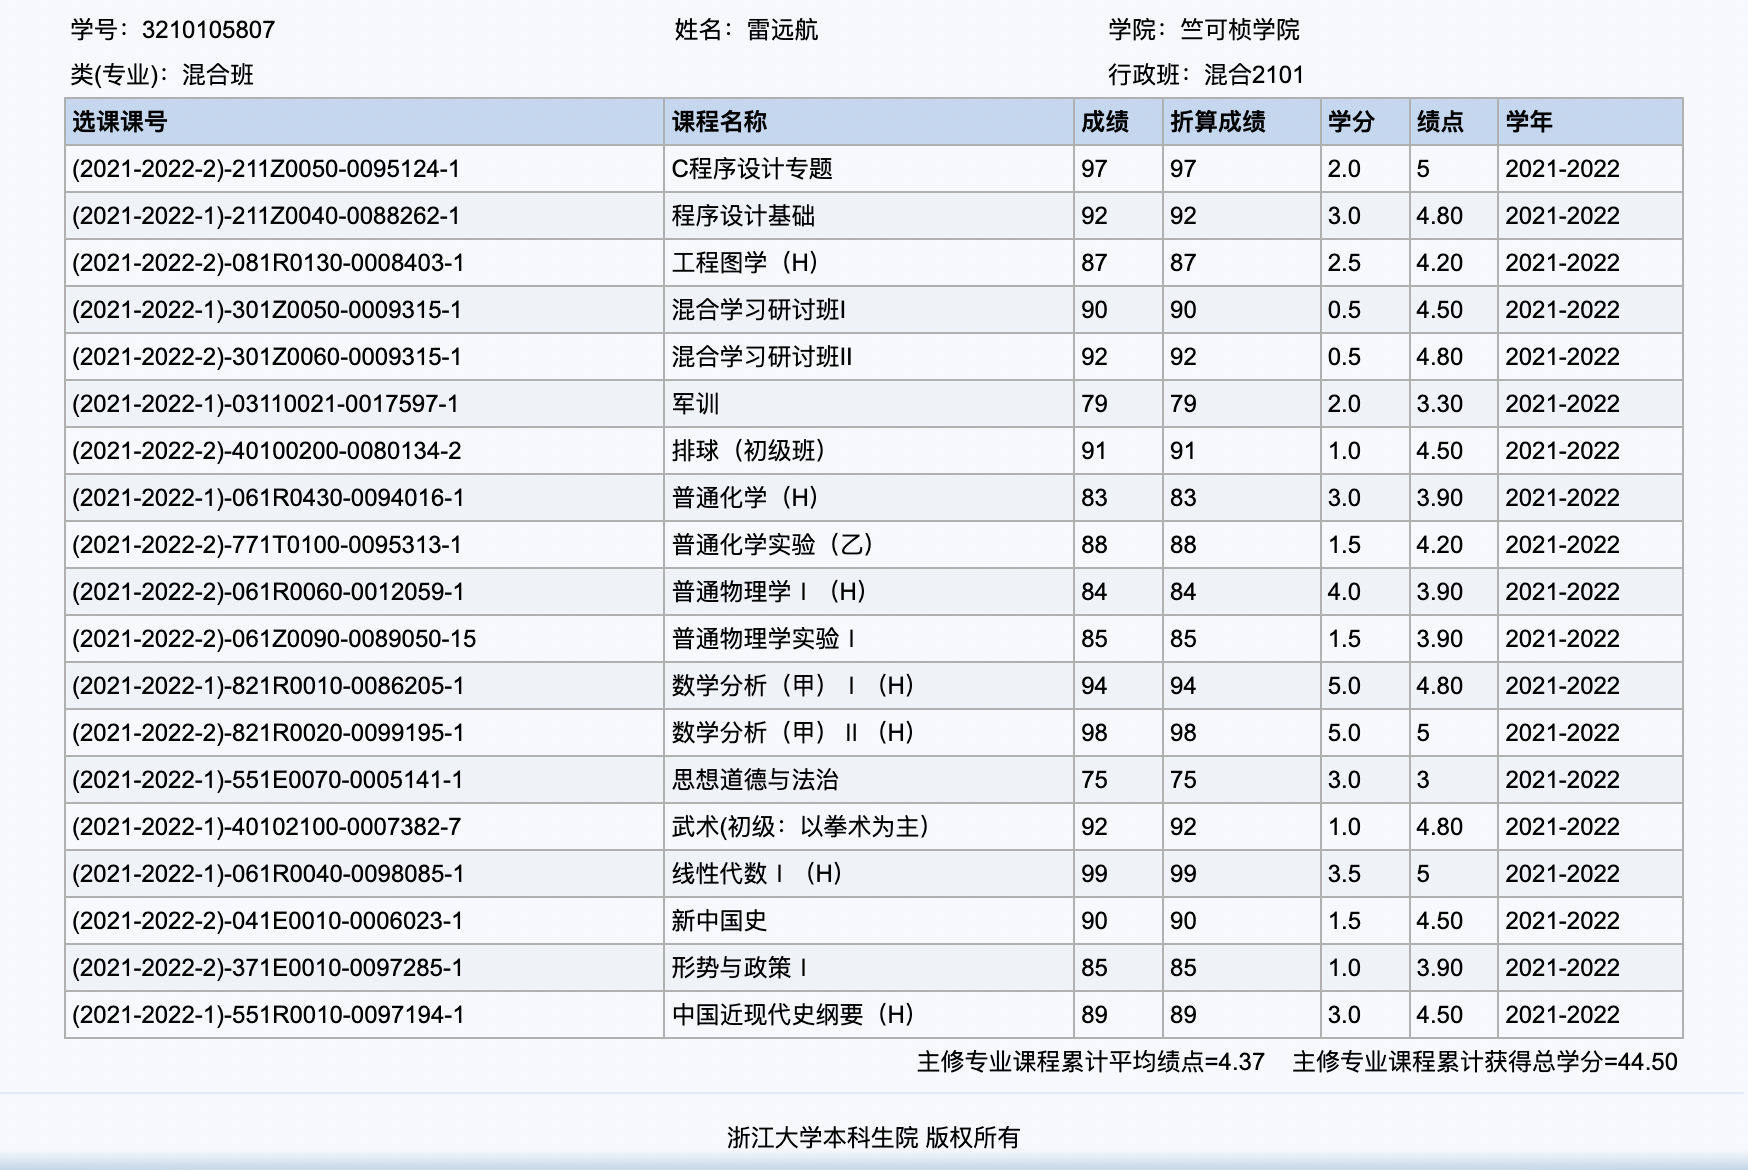 学号：3210105807 姓名：雷远航 学院：竺可桢学院
类(专业)：混合班 行政班：混合2101
选课课号 课程名称 成绩 折算成绩 学分 绩点 学年
(2021-2022-2)-211Z0050-0095124-1 C程序设计专题 97 97 2.0 5 2021-2022
(2021-2022-1)-211Z0040-0088262-1 程序设计基础 92 92 3.0 4.80 2021-2022
(2021-2022-2)-081R0130-0008403-1 工程图学（H） 87 87 2.5 4.20 2021-2022
(2021-2022-1)-301Z0050-0009315-1 混合学习研讨班I 90 90 0.5 4.50 2021-2022
(2021-2022-2)-301Z0060-0009315-1 混合学习研讨班II 92 92 0.5 4.80 2021-2022
(2021-2022-1)-03110021-0017597-1 军训 79 79 2.0 3.30 2021-2022
(2021-2022-2)-40100200-0080134-2 排球（初级班） 91 91 1.0 4.50 2021-2022
(2021-2022-1)-061R0430-0094016-1 普通化学（H） 83 83 3.0 3.90 2021-2022
(2021-2022-2)-771T0100-0095313-1 普通化学实验（乙） 88 88 1.5 4.20 2021-2022
(2021-2022-2)-061R0060-0012059-1 普通物理学Ⅰ（H） 84 84 4.0 3.90 2021-2022
(2021-2022-2)-061Z0090-0089050-15 普通物理学实验Ⅰ 85 85 1.5 3.90 2021-2022
(2021-2022-1)-821R0010-0086205-1 数学分析（甲）Ⅰ（H） 94 94 5.0 4.80 2021-2022
(2021-2022-2)-821R0020-0099195-1 数学分析（甲）Ⅱ（H） 98 98 5.0 5 2021-2022
(2021-2022-1)-551E0070-0005141-1 思想道德与法治 75 75 3.0 3 2021-2022
(2021-2022-1)-40102100-0007382-7 武术(初级：以拳术为主） 92 92 1.0 4.80 2021-2022
(2021-2022-1)-061R0040-0098085-1 线性代数Ⅰ（H） 99 99 3.5 5 2021-2022
(2021-2022-2)-041E0010-0006023-1 新中国史 90 90 1.5 4.50 2021-2022
(2021-2022-2)-371E0010-0097285-1 形势与政策Ⅰ 85 85 1.0 3.90 2021-2022
(2021-2022-1)-551R0010-0097194-1 中国近现代史纲要（H） 89 89 3.0 4.50 2021-2022
主修专业课程累计平均绩点=4.37 主修专业课程累计获得总学分=44.50
浙江大学本科生院 版权所有